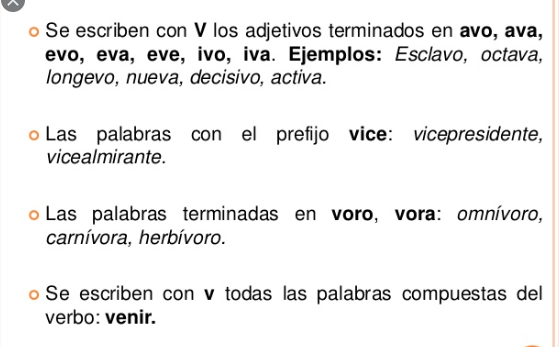 Se escriben con V los adjetivos terminados en avo, ava,
evo, eva, eve, ivo, iva. Ejemplos: Esclavo, octava,
longevo, nueva, decisivo, activa.
Las palabras con el prefijo vice: vicepresidente,
vicealmirante.
Las palabras terminadas en voro, vora: omnívoro,
carnívora, herbívoro.
Se escriben con v todas las palabras compuestas del
verbo: venir.